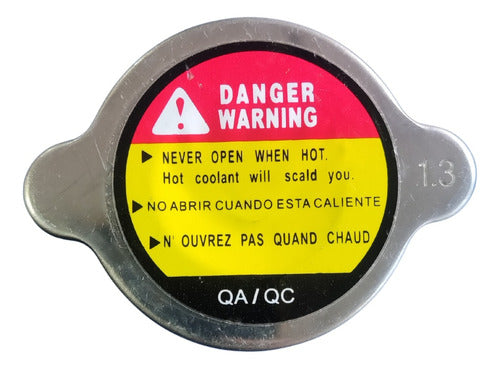 DANGER
WARNING
NEVER OPEN WHEN HOT.
Hot coolant will scald you.
NO ABRIR CUANDO ESTA CALIENTE
N' OUVREZ PAS QUAND CHAUD
1.3
QA / QC